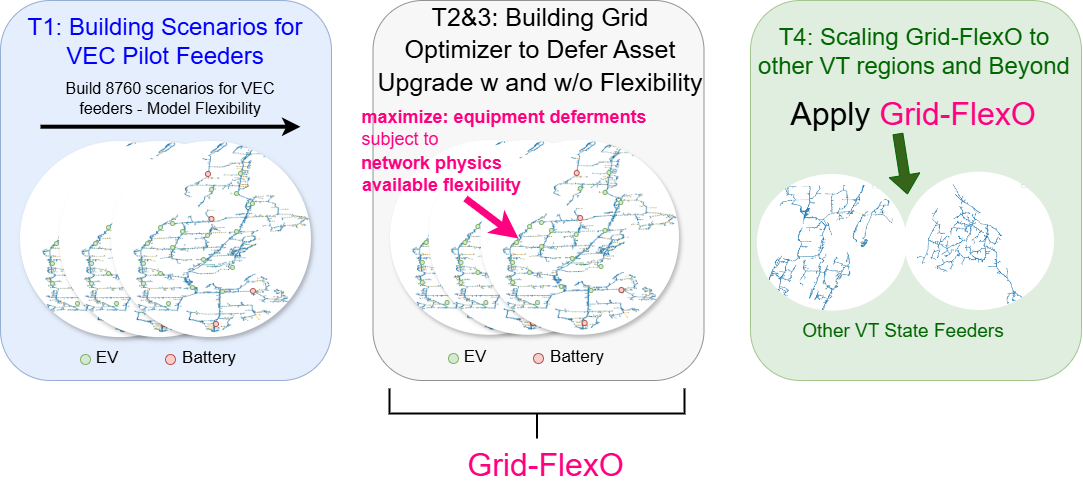 T1: Building Scenarios for
VEC Pilot Feeders
Build 8760 scenarios for VEC
feeders - Model Flexibility
EV
Battery
T2&3: Building Grid
Optimizer to Defer Asset
Upgrade w and w/o Flexibility
maximize: equipment deferments
subject to
network physics
available flexibility
EV
Battery
Grid-FlexO
T4: Scaling Grid-FlexO to
other VT regions and Beyond
Apply Grid-FlexO
Other VT State Feeders